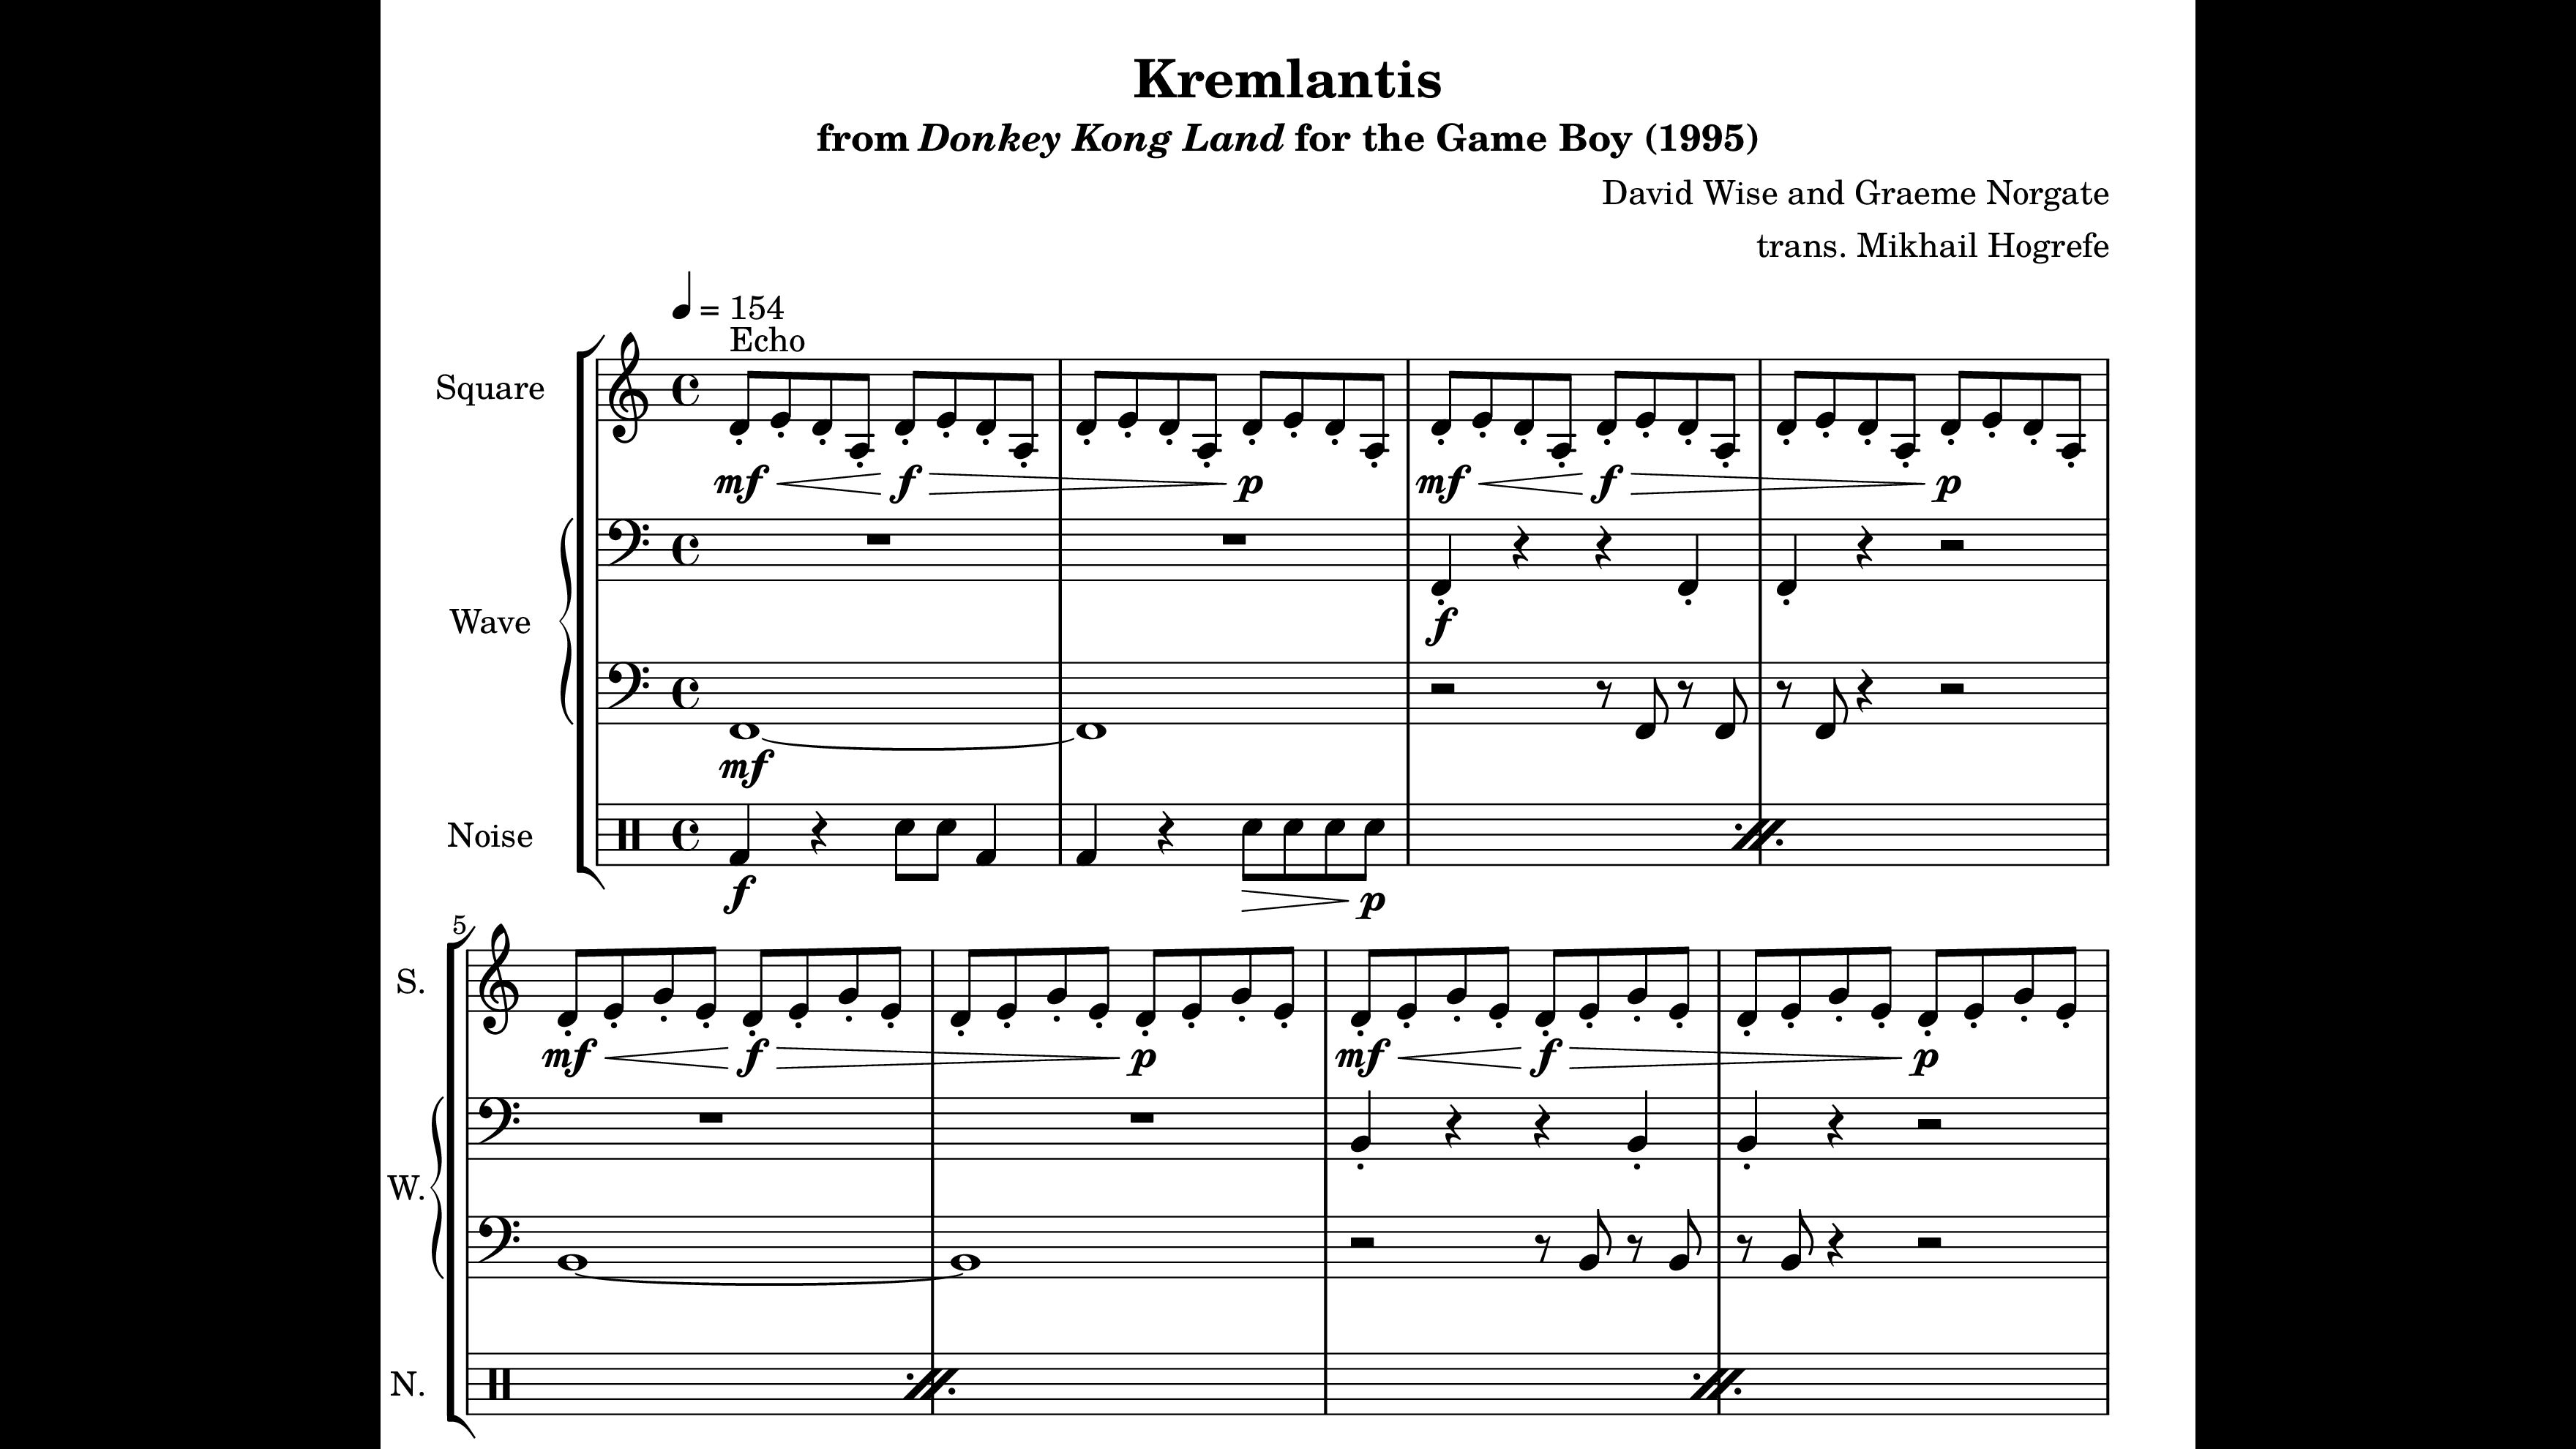 Kremlantis
from Donkey Kong Land for the Game Boy (1995)
David Wise and Graeme Norgate
trans. Mikhail Hogrefe
= 154
Echo
Square
mf f p mf f p
Wave
f
mf
Noise
f p
5
S.
mf f p mf f p
W.
N.